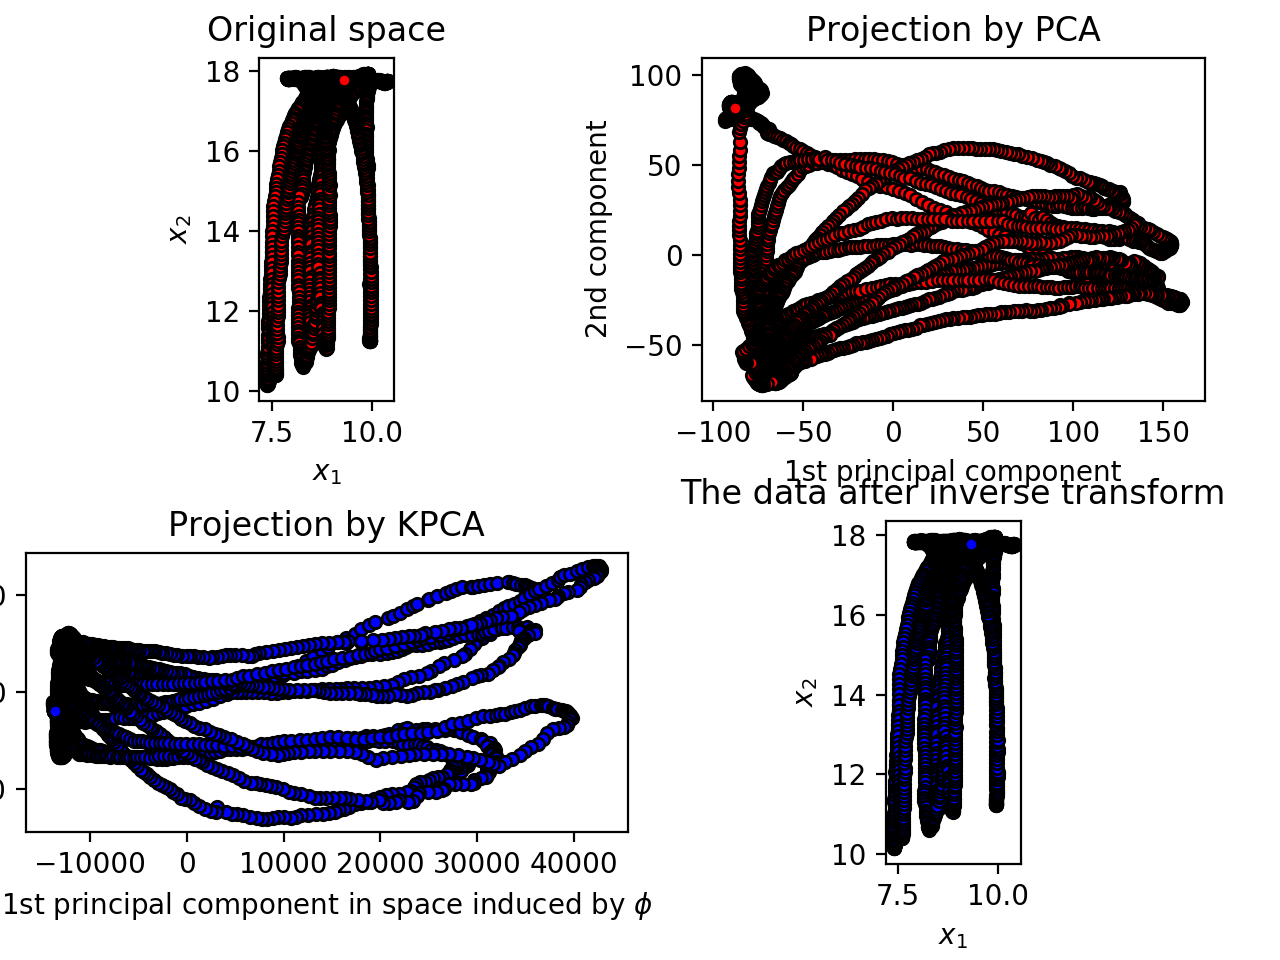 Original space
18
16
14
12
10
7.5 10.0
x₂
x₁
Projection by PCA
100
50
0
−50
−100 −50 0 50 100 150
2nd component
1st principal component
Projection by KPCA
0
0
0
−10000 0 10000 20000 30000 40000
1st principal component in space induced by ϕ
The data after inverse transform
18
16
14
12
10
7.5 10.0
x₂
x₁